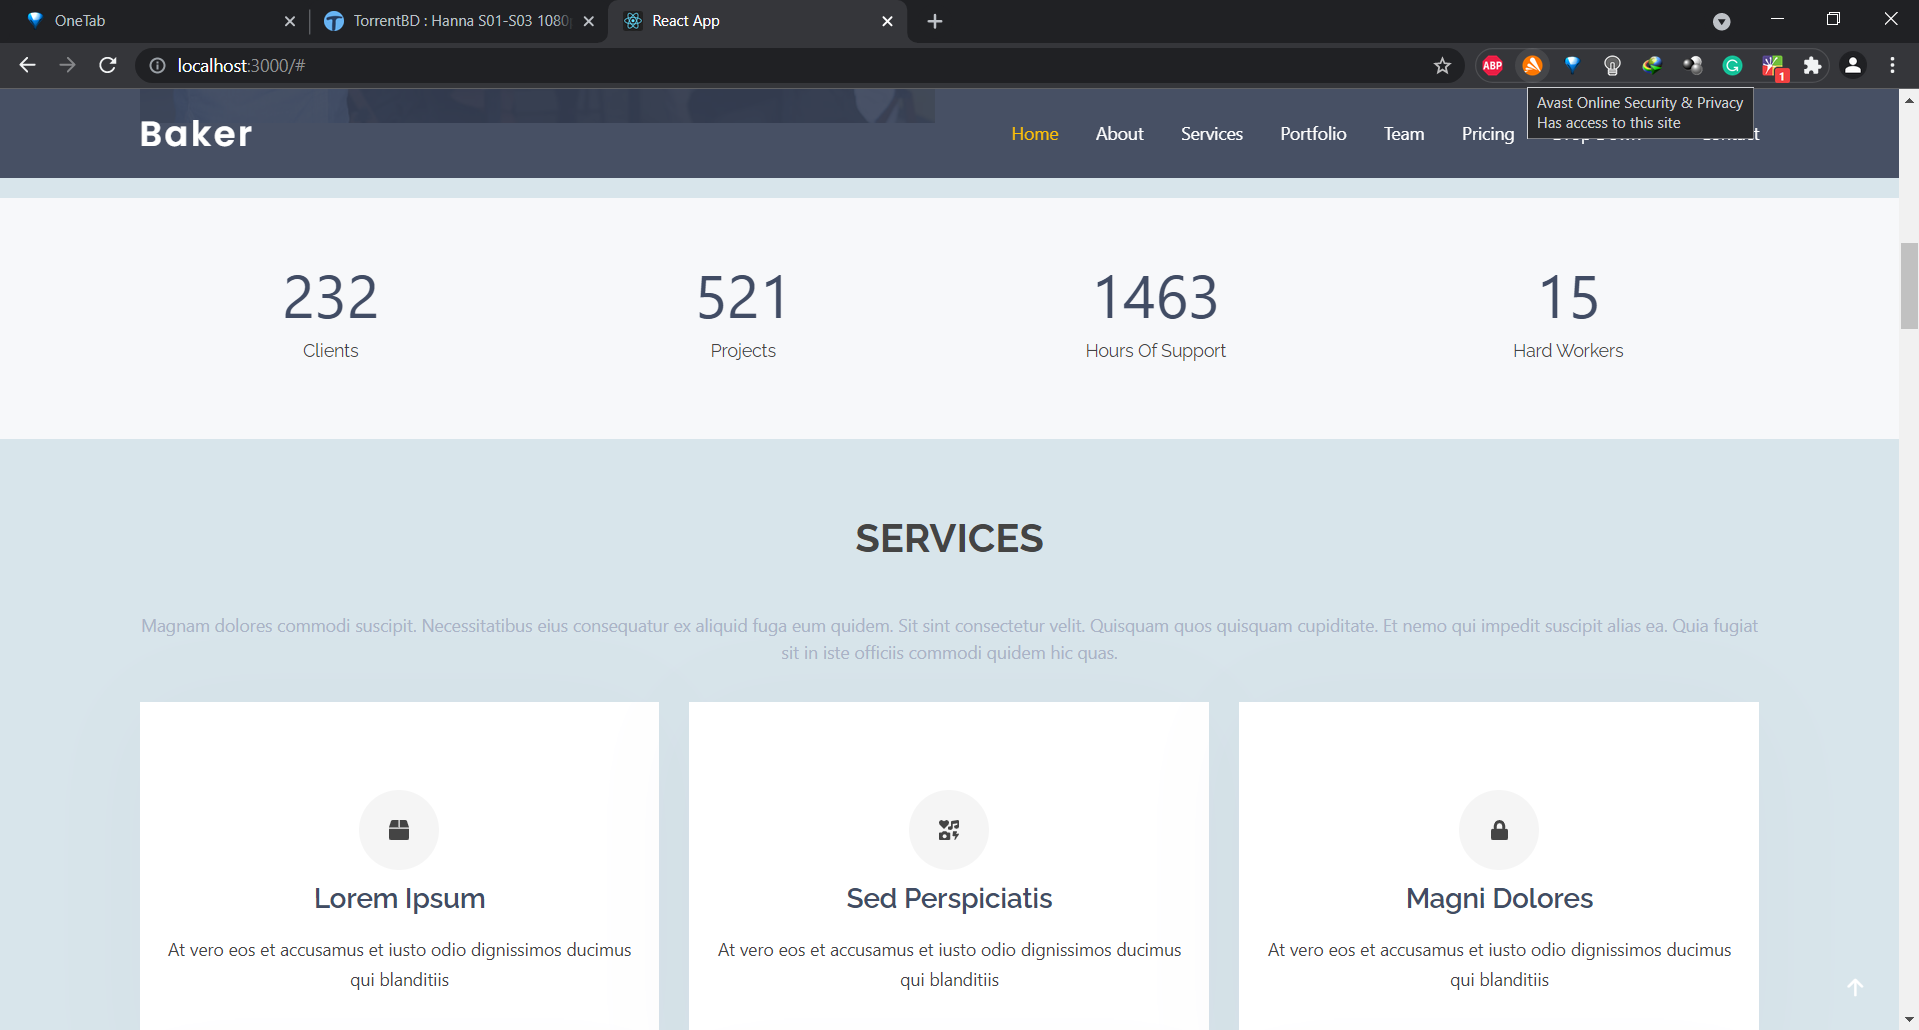 OneTab
TorrentBD : Hanna S01-S03 1080p
React App
localhost:3000/#
ABP
1
Avast Online Security & Privacy
Has access to this site
Baker
Home
About
Services
Portfolio
Team
Pricing
232
521
1463
15
Clients
Projects
Hours Of Support
Hard Workers
SERVICES
Magnam dolores commodi suscipit. Necessitatibus eius consequatur ex aliquid fuga eum quidem. Sit sint consectetur velit. Quisquam quos quisquam cupiditate. Et nemo qui impedit suscipit alias ea. Quia fugiat
sit in iste officiis commodi quidem hic quas.
Lorem Ipsum
Sed Perspiciatis
Magni Dolores
At vero eos et accusamus et iusto odio dignissimos ducimus
qui blanditiis
At vero eos et accusamus et iusto odio dignissimos ducimus
qui blanditiis
At vero eos et accusamus et iusto odio dignissimos ducimus
qui blanditiis